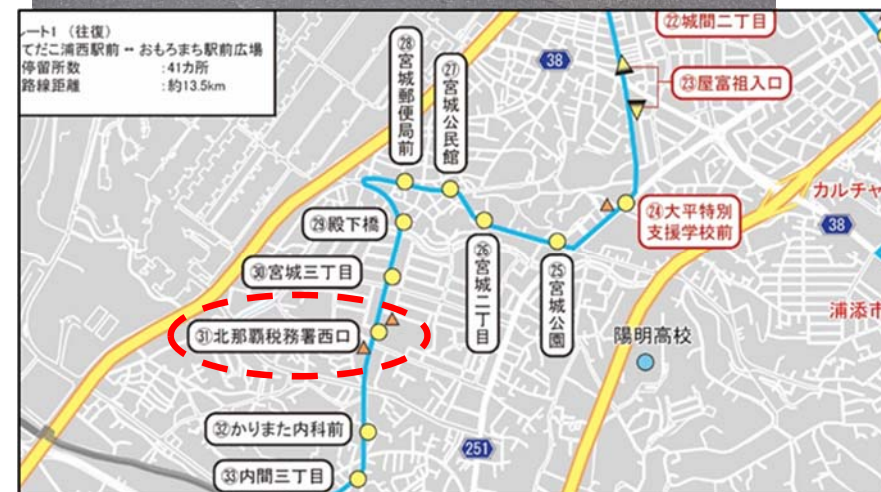 ート1 （往復）
てだこ浦西駅前 ↔ おもろまち駅前広場
停留所数 :41カ所
路線距離 :約13.5km
㉒城間二丁目
38
㉓屋富祖入口
㉘宮城郵便局前
㉗宮城公民館
カルチャ
㉔大平特別
支援学校前
38
㉙殿下橋
㉖宮城二丁目
㉕宮城公園
㉚宮城三丁目
浦添市
㉛北那覇税務署西口
陽明高校
㉜かりまた内科前
251
㉝内間三丁目